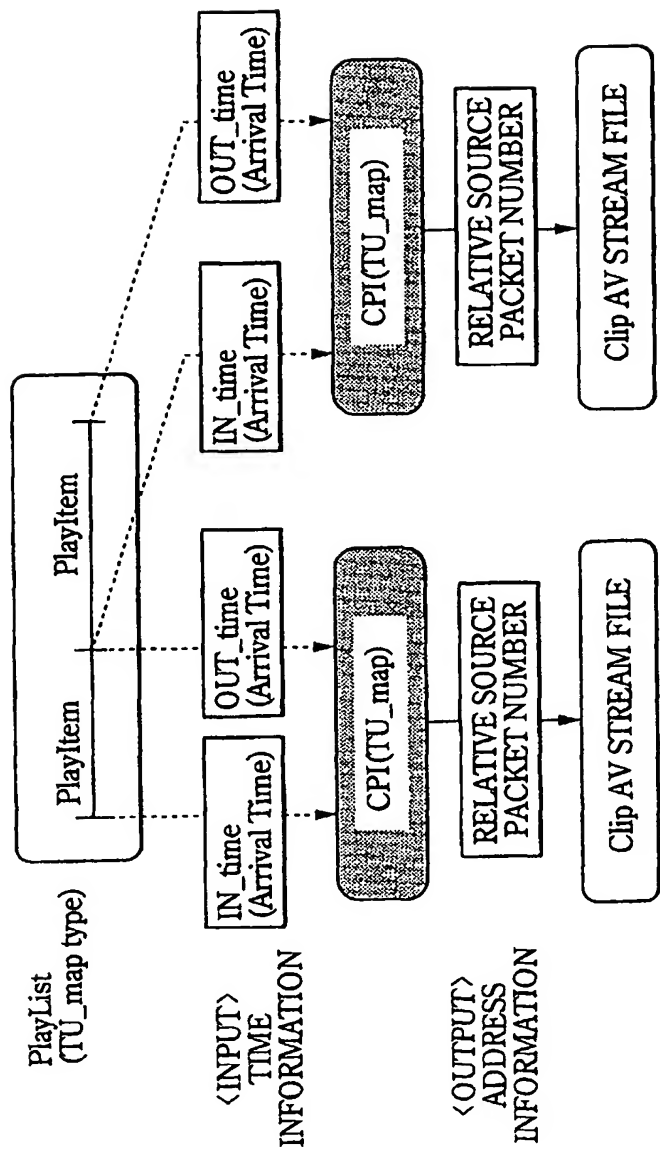 PlayList
(TU_map type)
PlayItem
PlayItem
<INPUT>
TIME
INFORMATION
IN_time
(Arrival Time)
OUT_time
(Arrival Time)
IN_time
(Arrival Time)
OUT_time
(Arrival Time)
CPI(TU_map)
CPI(TU_map)
<OUTPUT>
ADDRESS
INFORMATION
RELATIVE SOURCE
PACKET NUMBER
RELATIVE SOURCE
PACKET NUMBER
Clip AV STREAM FILE
Clip AV STREAM FILE